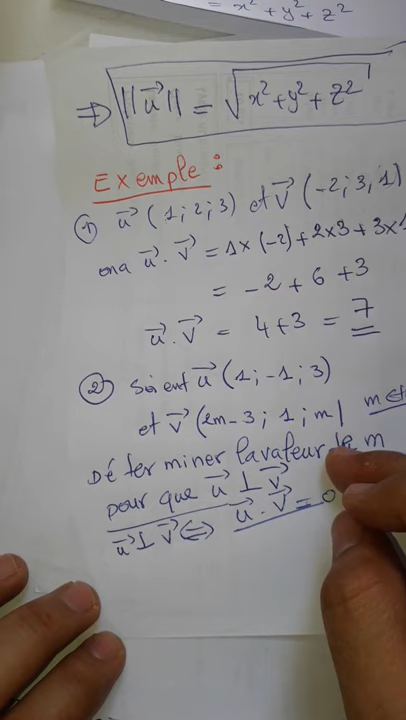 = x² + y² + z²
⇒ ||u⃗|| = √x² + y² + z²
Exemple :
① u⃗ (1 ; 2 ; 3) et v⃗ (-2 ; 3 , 1)
ona u⃗ . v⃗ = 1 × (-2) + 2×3 + 3×1
= -2 + 6 + 3
u⃗ . v⃗ = 4 + 3 = 7
② Soient u⃗ (1 ; -1 ; 3)
et v⃗ (2m-3 ; 1 ; m)
Déterminer la valeur de m
pour que u⃗ ⊥ v⃗
u⃗ ⊥ v⃗ ⇔ u⃗ . v⃗ = 0